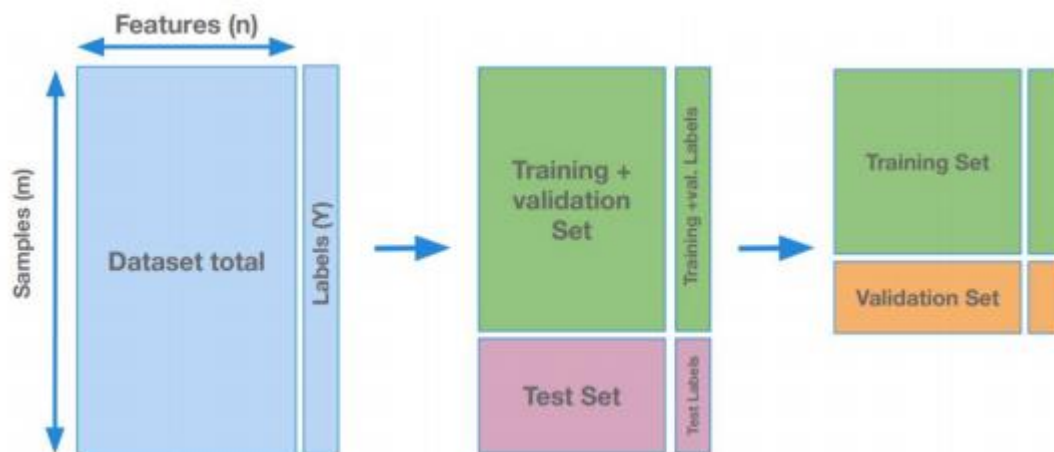 Features (n)
Samples (m)
Dataset total
Labels (Y)
Training +
validation
Set
Training +val. Labels
Test Set
Test Labels
Training Set
Validation Set